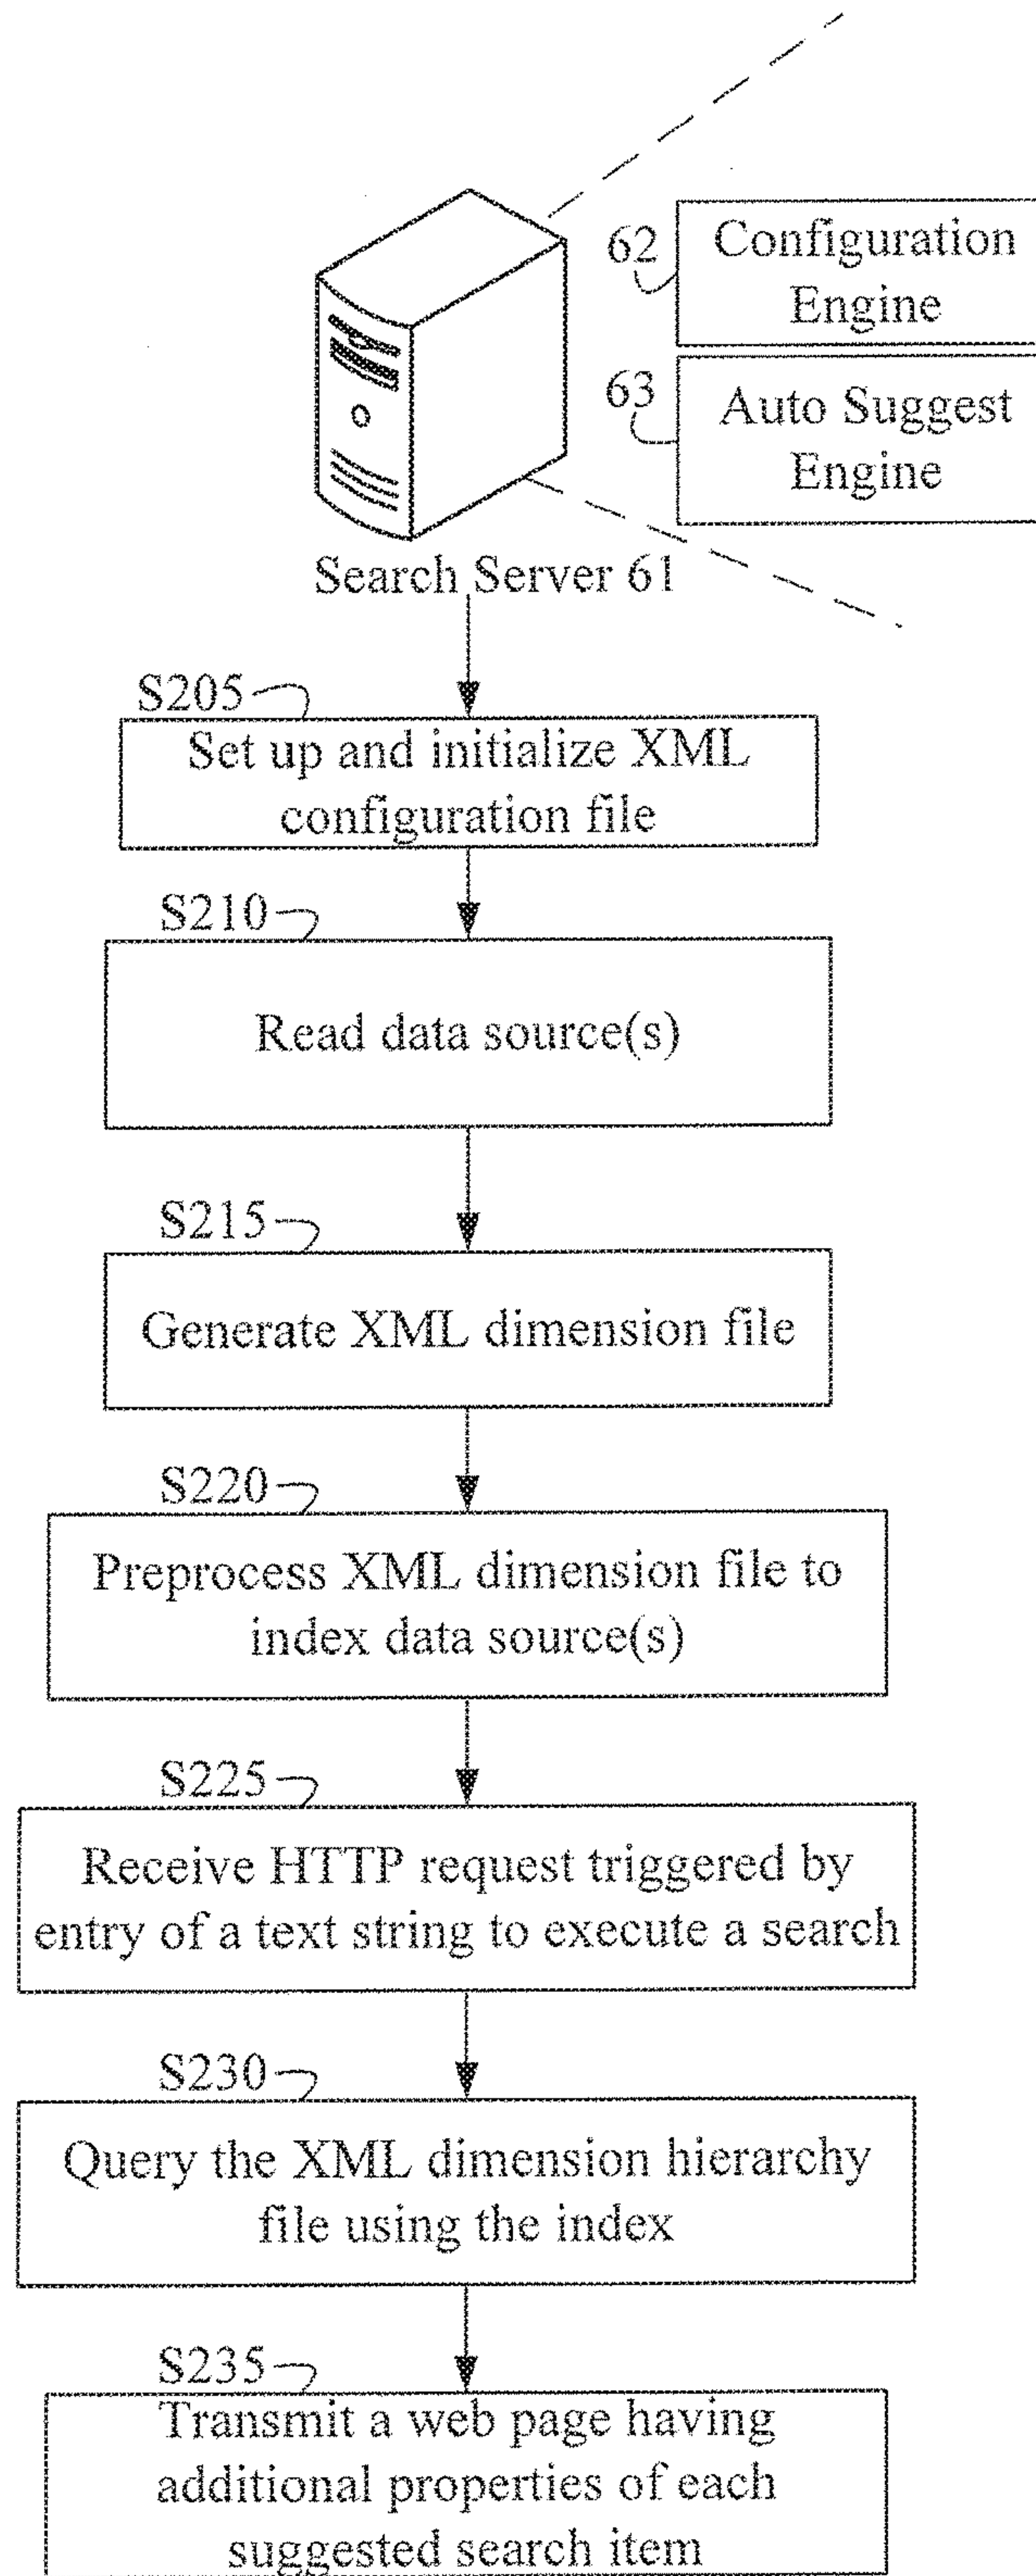 62
Configuration
Engine
63
Auto Suggest
Engine
Search Server 61
S205
Set up and initialize XML
configuration file
S210
Read data source(s)
S215
Generate XML dimension file
S220
Preprocess XML dimension file to
index data source(s)
S225
Receive HTTP request triggered by
entry of a text string to execute a search
S230
Query the XML dimension hierarchy
file using the index
S235
Transmit a web page having
additional properties of each
suggested search item